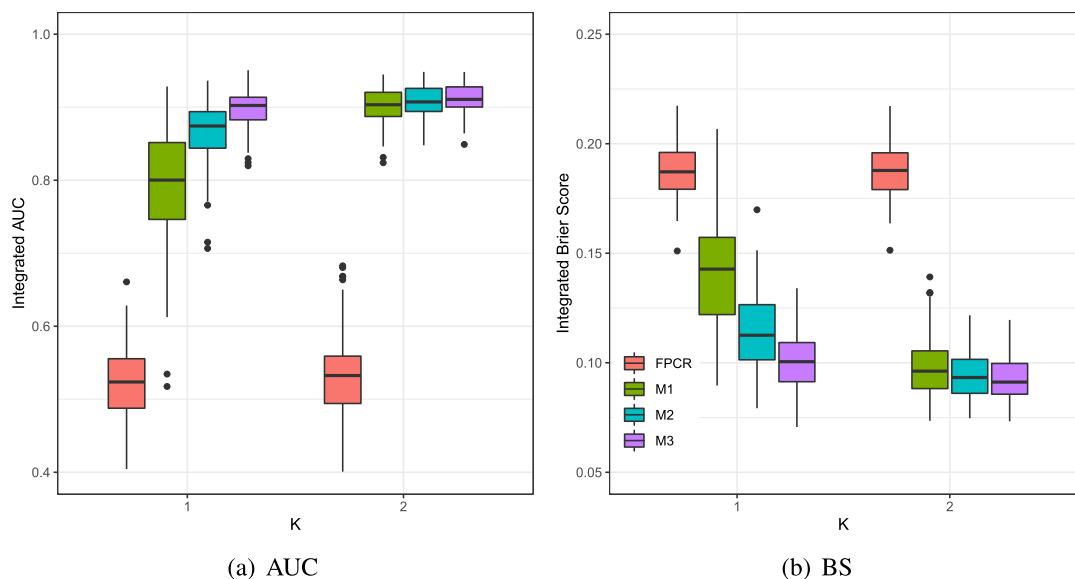 1.0
0.8
0.6
0.4
Integrated AUC
1
2
K
(a) AUC
0.25
0.20
0.15
0.10
0.05
Integrated Brier Score
FPCR
M1
M2
M3
1
2
K
(b) BS